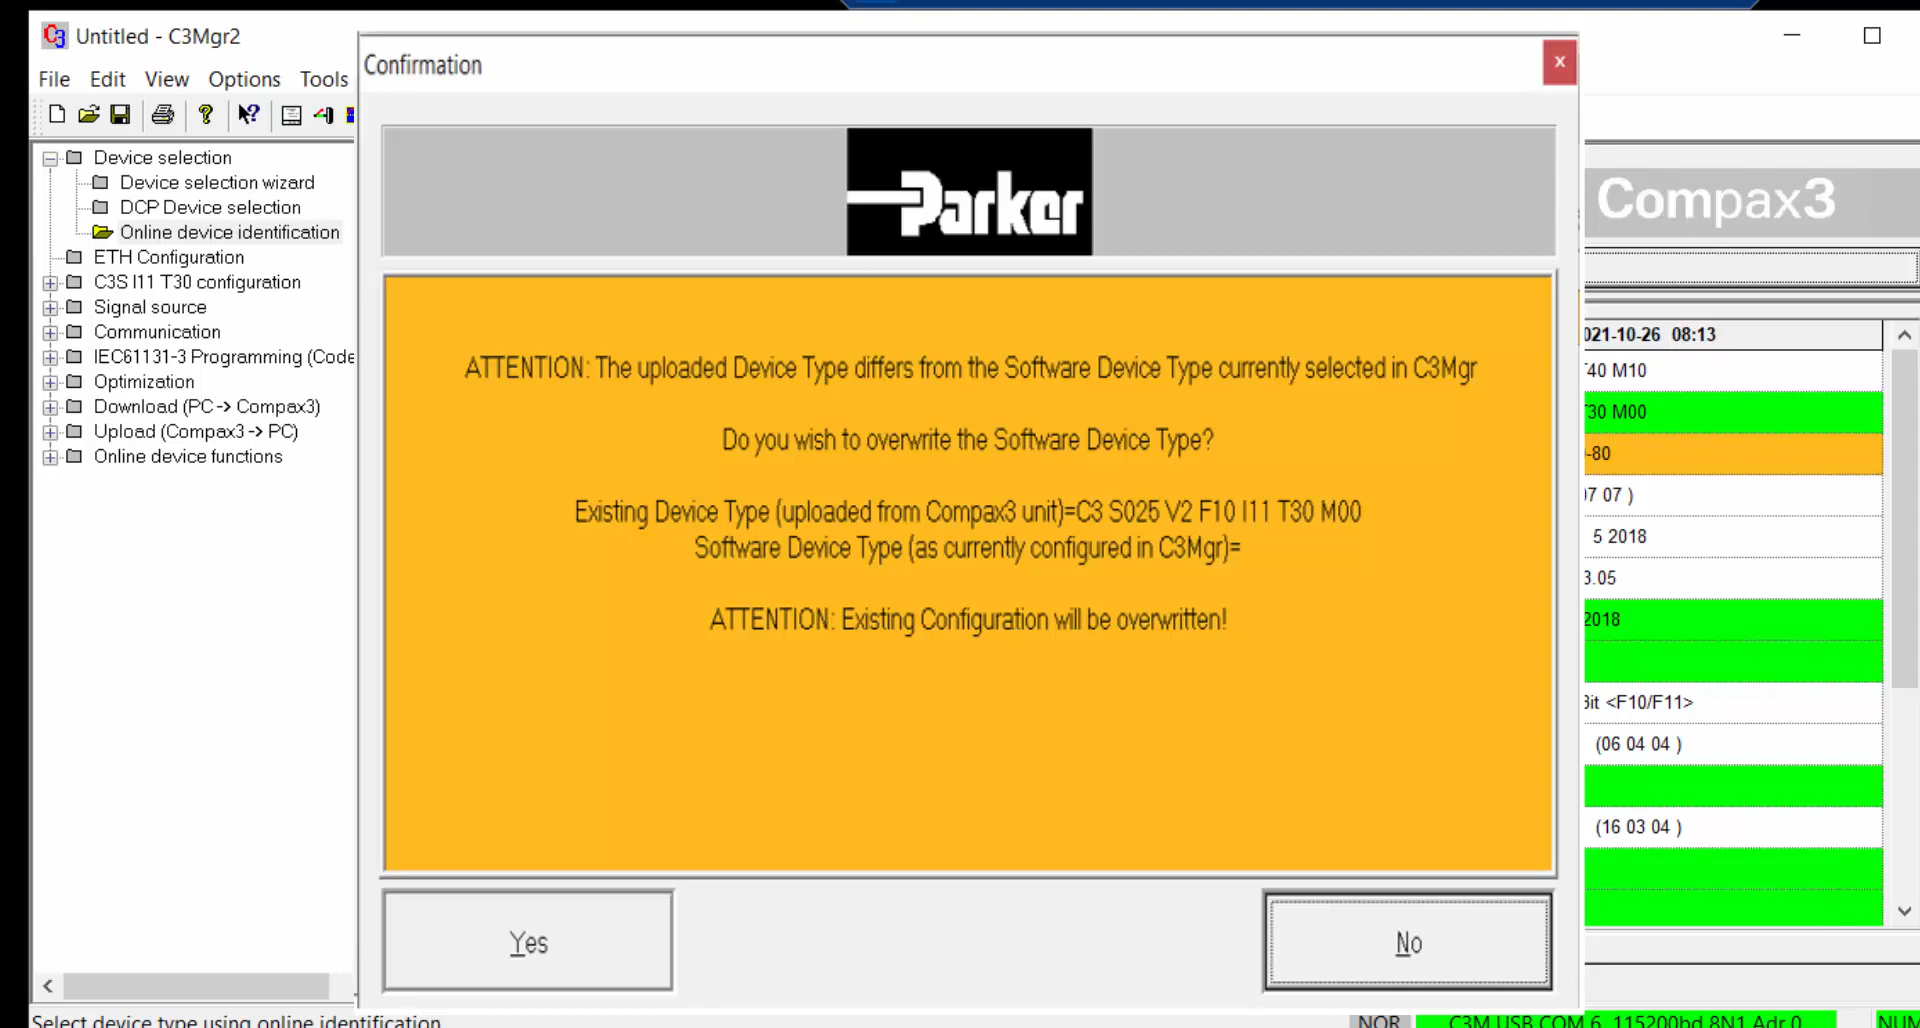 Untitled - C3Mgr2
File Edit View Options Tools
Device selection
Device selection wizard
DCP Device selection
Online device identification
ETH Configuration
C3S I11 T30 configuration
Signal source
Communication
IEC61131-3 Programming (Code
Optimization
Download (PC -> Compax3)
Upload (Compax3 -> PC)
Online device functions
Confirmation
x
Parker
ATTENTION: The uploaded Device Type differs from the Software Device Type currently selected in C3Mgr
Do you wish to overwrite the Software Device Type?
Existing Device Type (uploaded from Compax3 unit)=C3 S025 V2 F10 I11 T30 M00
Software Device Type (as currently configured in C3Mgr)=
ATTENTION: Existing Configuration will be overwritten!
Yes
No
Compax3
021-10-26 08:13
T40 M10
T30 M00
-80
07 07 )
5 2018
3.05
2018
Bit <F10/F11>
(06 04 04 )
(16 03 04 )
Select device type using online identification
NOR C3M USB COM 6 115200bd 8N1 Adr 0 NUM